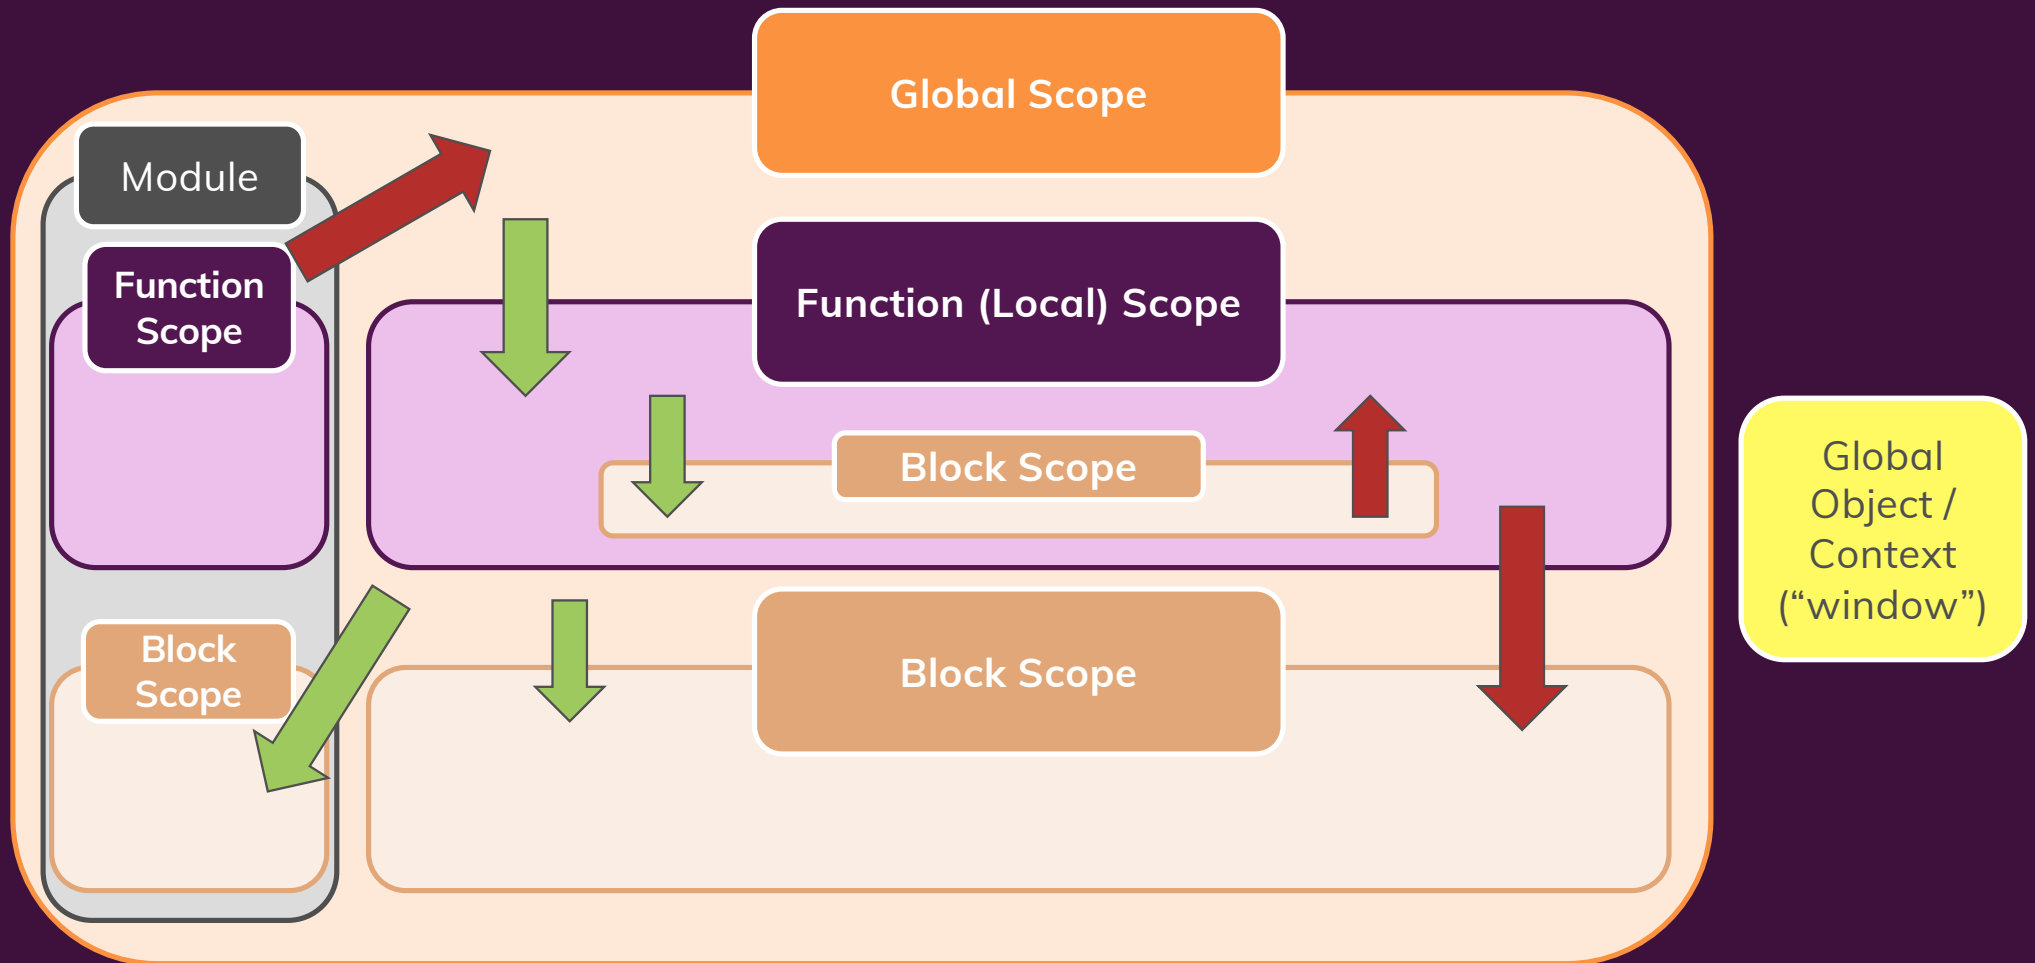 Global Scope
Module
Function
Scope
Function (Local) Scope
Block Scope
Block
Scope
Block Scope
Global
Object /
Context
(“window”)